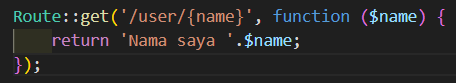 Route::get('/user/{name}', function ($name) {
    return 'Nama saya '.$name;
});